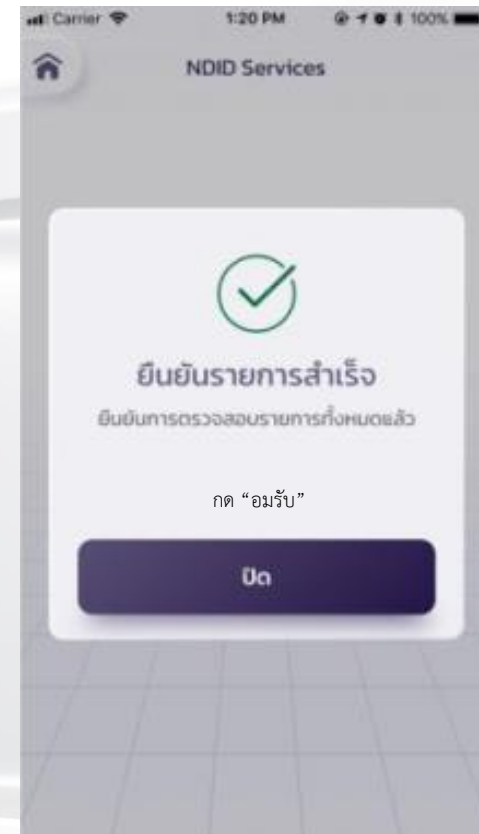 Carrier 1:20 PM 100%
NDID Services
ยืนยันรายการสำเร็จ
ยืนยันการตรวจสอบรายการทั้งหมดแล้ว
กด “อมรับ”
ปิด